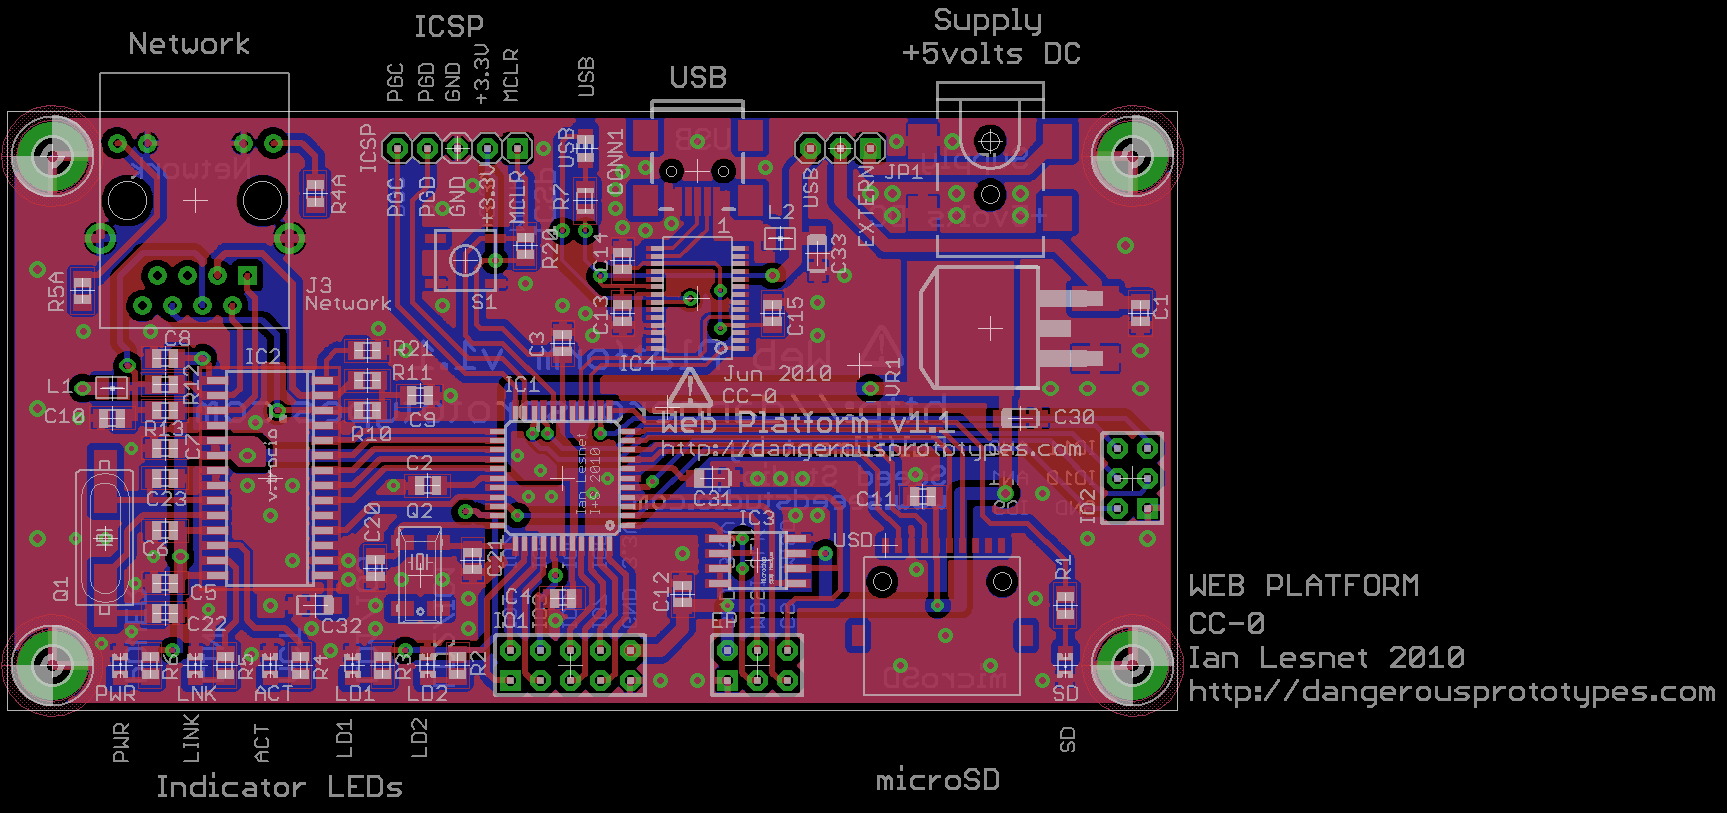 Network
ICSP
PGC
PGD
GND
+3.3V
MCLR
USB
USB
Supply
+5volts DC
ICSP
PGC
PGD
GND
+3.3V
MCLR
USB
R7
CONN1
USB
EXTERN
JP1
R4A
R5A
J3
Network
S1
R20
C14
C13
1
L2
C33
C15
C1
C3
IC4
VR1
C8
IC2
R21
R11
R12
L1
C10
R13
C7
R10
C9
IC1
Jun 2010
CC-0
Web Platform v1.1
http://dangerousprototypes.com
C30
C23
C2
Q2
C20
C21
Ian Lesnet
C31
C11
IC3
USD
IO2
R1
Q1
C6
C5
C22
C32
C4
IO1
C12
R6
R5
R4
R3
R2
PWR
LNK
ACT
LD1
LD2
SD
PWR
LINK
ACT
LD1
LD2
SD
Indicator LEDs
microSD
WEB PLATFORM
CC-0
Ian Lesnet 2010
http://dangerousprototypes.com